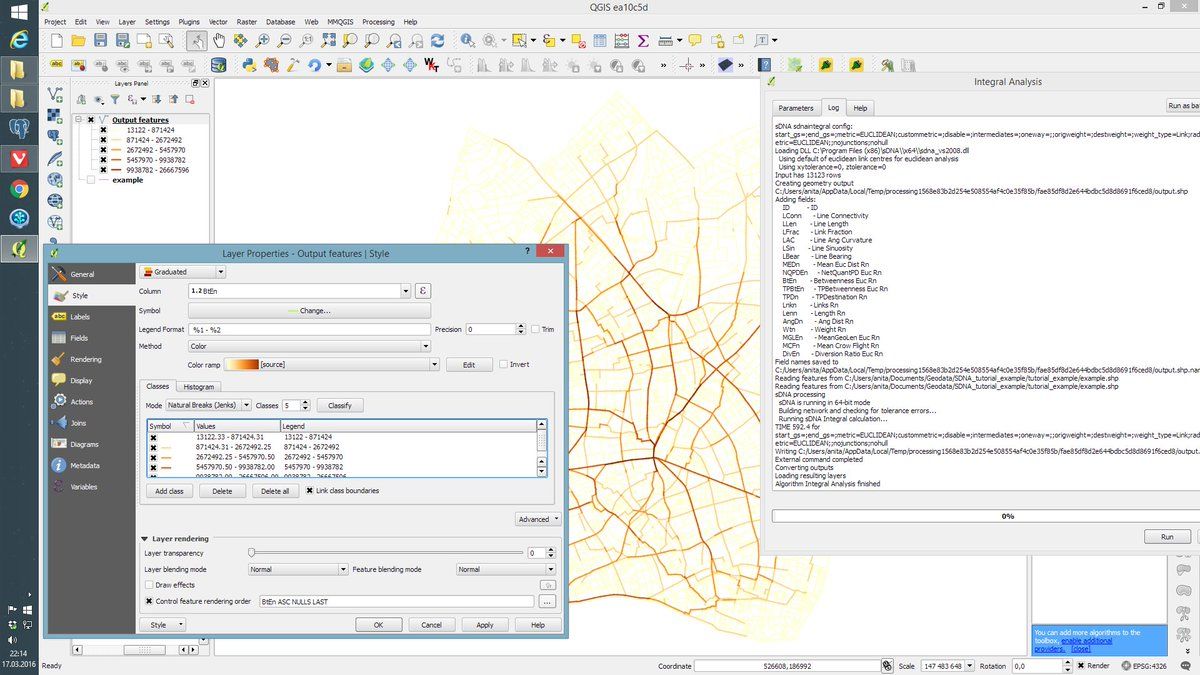 QGIS ea10c5d
Project Edit View Layer Settings Plugins Vector Raster Database Web MMQGIS Processing Help
Layers Panel
Output features
13122 - 871424
871424 - 2672492
2672492 - 5457970
5457970 - 9938782
9938782 - 26667596
example
Layer Properties - Output features | Style
General
Style
Labels
Fields
Rendering
Display
Actions
Joins
Diagrams
Metadata
Variables
Graduated
Column 1.2 BtEn ε
Symbol Change...
Legend Format %1 - %2 Precision 0 Trim
Method Color
Color ramp [source] Edit Invert
Classes Histogram
Mode Natural Breaks (Jenks) Classes 5 Classify
Symbol Values Legend
13122.33 - 871424.31 13122 - 871424
871424.31 - 2672492.25 871424 - 2672492
2672492.25 - 5457970.50 2672492 - 5457970
5457970.50 - 9938782.00 5457970 - 9938782
9938782.00 - 26667596.00 9938782 - 26667596
Add class Delete Delete all Link class boundaries
Advanced
Layer rendering
Layer transparency 0
Layer blending mode Normal Feature blending mode Normal
Draw effects
Control feature rendering order BtEn ASC NULLS LAST ...
Style OK Cancel Apply Help
Integral Analysis
Parameters Log Help Run as ba
sDNA sdnaintegral config:
start_gs=;end_gs=;metric=EUCLIDEAN;custommetric=;disable=;intermediates=;oneway=;;origweight=;destweight=;weight_type=Link;rad
etric=EUCLIDEAN;;nojunctions;nohull
Loading DLL C:\Program Files (x86)\sDNA\\x64\\sdna_vs2008.dll
Using default of euclidean link centres for euclidean analysis
Using xytolerance=0, ztolerance=0
Input has 13123 rows
Creating geometry output
C:/Users/anita/AppData/Local/Temp/processing1568e83b2d254e508554af4c0e35f85b/fae85df8d2e644bdbc5d8d8691f6ced8/output.shp
Adding fields:
ID - ID
LConn - Line Connectivity
LLen - Line Length
LFrac - Link Fraction
LAC - Line Ang Curvature
LSin - Line Sinuosity
LBear - Line Bearing
MEDn - Mean Euc Dist Rn
NQPDEn - NetQuantPD Euc Rn
BtEn - Betweenness Euc Rn
TPBtEn - TPBetweenness Euc Rn
TPDn - TPDestination Rn
Lnkn - Links Rn
Lenn - Length Rn
AngDn - Ang Dist Rn
Wtn - Weight Rn
MGLEn - MeanGeoLen Euc Rn
MCFn - Mean Crow Flight Rn
DivEn - Diversion Ratio Euc Rn
Field names saved to
C:/Users/anita/AppData/Local/Temp/processing1568e83b2d254e508554af4c0e35f85b/fae85df8d2e644bdbc5d8d8691f6ced8/output.shp.nam
Reading features from C:/Users/anita/Documents/Geodata/SDNA_tutorial_example/tutorial_example/example.shp
Reading features from C:/Users/anita/Documents/Geodata/SDNA_tutorial_example/tutorial_example/example.shp
sDNA processing
sDNA is running in 64-bit mode
Building network and checking for tolerance errors...
Running sDNA Integral calculation...
TIME 592.4 for
start_gs=;end_gs=;metric=EUCLIDEAN;custommetric=;disable=;intermediates=;oneway=;;origweight=;destweight=;weight_type=Link;rad
etric=EUCLIDEAN;;nojunctions;nohull
Writing C:/Users/anita/AppData/Local/Temp/processing1568e83b2d254e508554af4c0e35f85b/fae85df8d2e644bdbc5d8d8691f6ced8/output.
External command completed
Converting outputs
Loading resulting layers
Algorithm Integral Analysis finished
0%
Run
You can add more algorithms to the
toolbox, enable additional
providers. [close]
22:14
17.03.2016
Ready Coordinate 526608,186992 Scale 147 483 648 Rotation 0,0 Render EPSG:4326